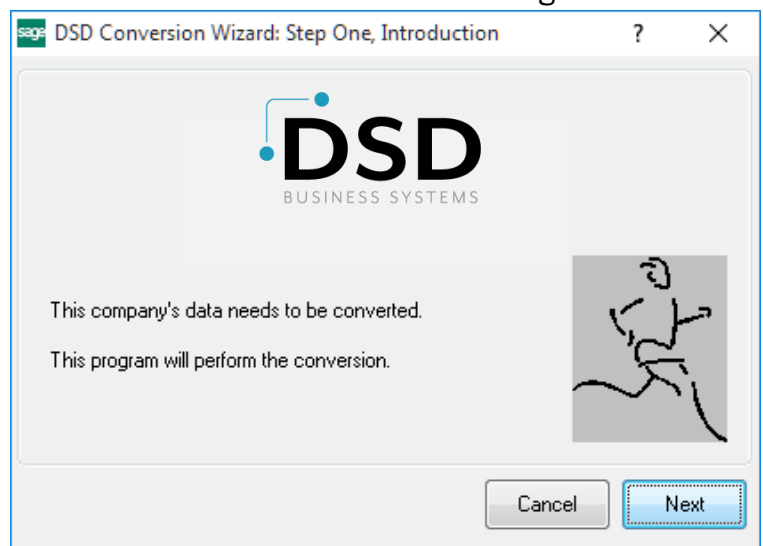 sage DSD Conversion Wizard: Step One, Introduction ? X
DSD
BUSINESS SYSTEMS
This company's data needs to be converted.
This program will perform the conversion.
Cancel Next